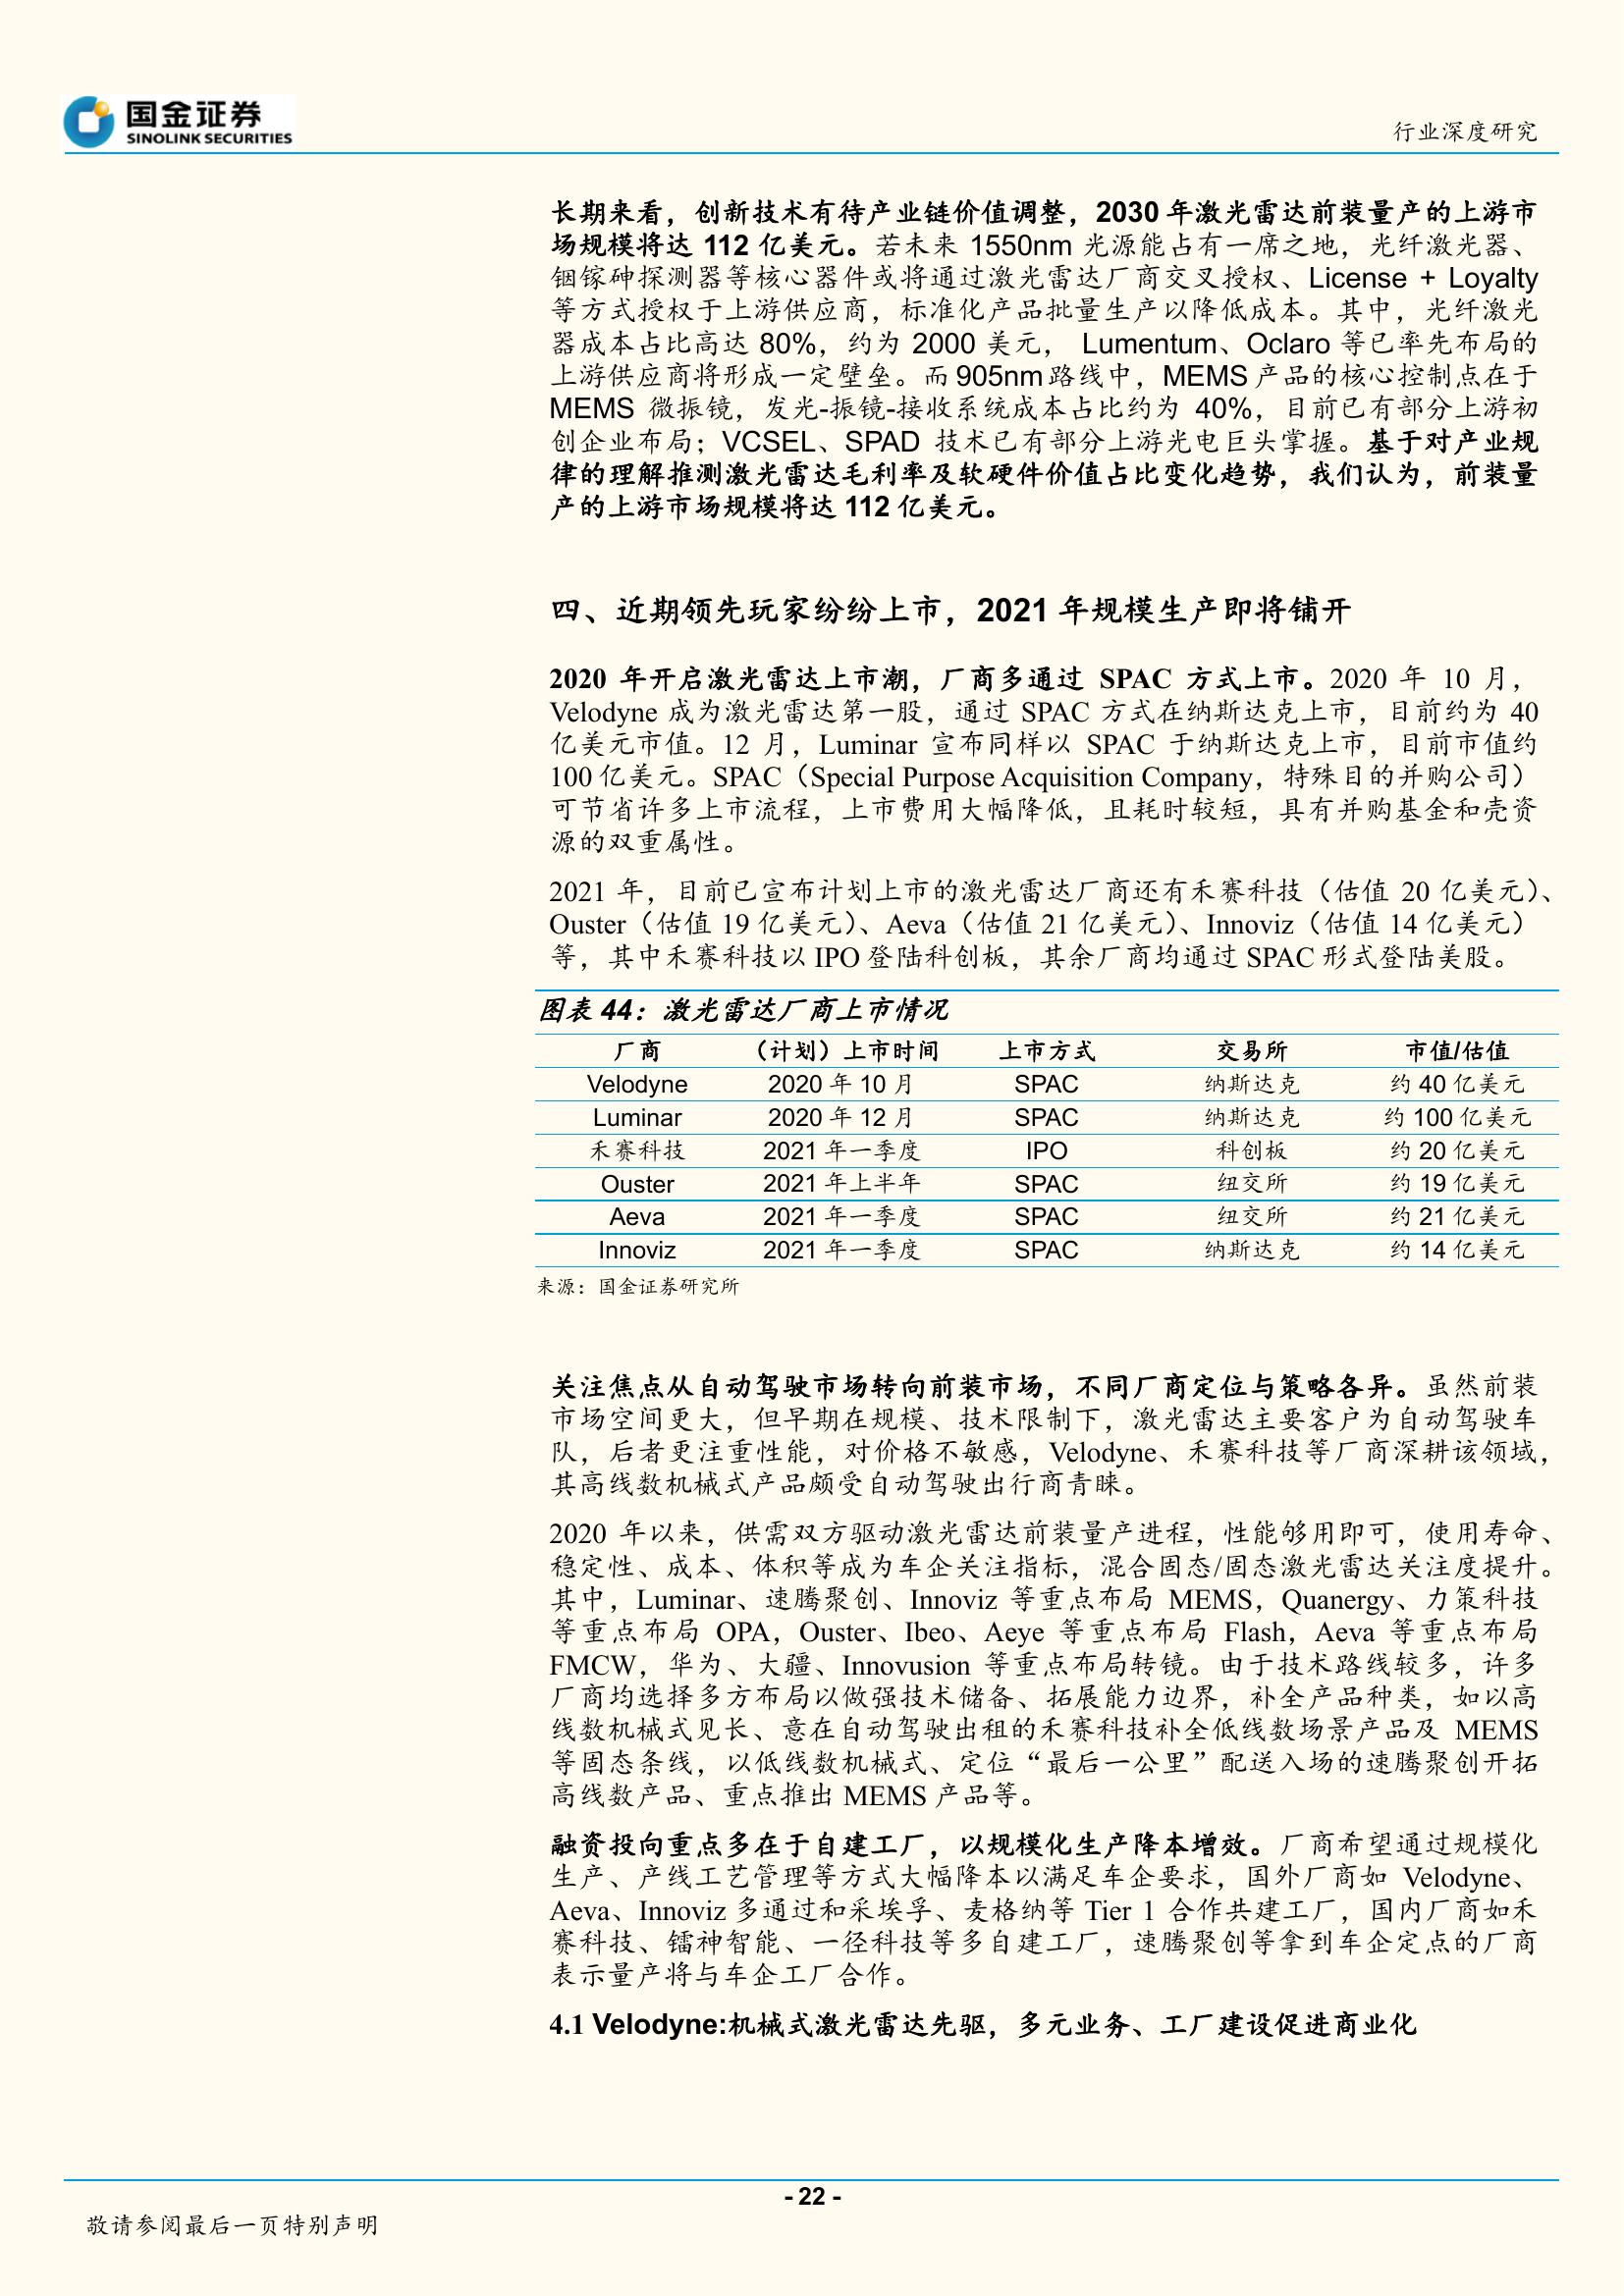 国金证券
SINOLINK SECURITIES
行业深度研究
长期来看，创新技术有待产业链价值调整，2030 年激光雷达前装量产的上游市
场规模将达 112 亿美元。若未来 1550nm 光源能占有一席之地，光纤激光器、
铟镓砷探测器等核心器件或将通过激光雷达厂商交叉授权、License + Loyalty
等方式授权于上游供应商，标准化产品批量生产以降低成本。其中，光纤激光
器成本占比高达 80%，约为 2000 美元， Lumentum、Oclaro 等已率先布局的
上游供应商将形成一定壁垒。而 905nm 路线中，MEMS 产品的核心控制点在于
MEMS 微振镜，发光-振镜-接收系统成本占比约为 40%，目前已有部分上游初
创企业布局；VCSEL、SPAD 技术已有部分上游光电巨头掌握。基于对产业规
律的理解推测激光雷达毛利率及软硬件价值占比变化趋势，我们认为，前装量
产的上游市场规模将达 112 亿美元。
四、近期领先玩家纷纷上市，2021 年规模生产即将铺开
2020 年开启激光雷达上市潮，厂商多通过 SPAC 方式上市。2020 年 10 月，
Velodyne 成为激光雷达第一股，通过 SPAC 方式在纳斯达克上市，目前约为 40
亿美元市值。12 月，Luminar 宣布同样以 SPAC 于纳斯达克上市，目前市值约
100 亿美元。SPAC（Special Purpose Acquisition Company，特殊目的并购公司）
可节省许多上市流程，上市费用大幅降低，且耗时较短，具有并购基金和壳资
源的双重属性。
2021 年，目前已宣布计划上市的激光雷达厂商还有禾赛科技（估值 20 亿美元）、
Ouster（估值 19 亿美元）、Aeva（估值 21 亿美元）、Innoviz（估值 14 亿美元）
等，其中禾赛科技以 IPO 登陆科创板，其余厂商均通过 SPAC 形式登陆美股。
图表 44：激光雷达厂商上市情况
厂商 （计划）上市时间 上市方式 交易所 市值/估值
Velodyne 2020 年 10 月 SPAC 纳斯达克 约 40 亿美元
Luminar 2020 年 12 月 SPAC 纳斯达克 约 100 亿美元
禾赛科技 2021 年一季度 IPO 科创板 约 20 亿美元
Ouster 2021 年上半年 SPAC 纽交所 约 19 亿美元
Aeva 2021 年一季度 SPAC 纽交所 约 21 亿美元
Innoviz 2021 年一季度 SPAC 纳斯达克 约 14 亿美元
来源：国金证券研究所
关注焦点从自动驾驶市场转向前装市场，不同厂商定位与策略各异。虽然前装
市场空间更大，但早期在规模、技术限制下，激光雷达主要客户为自动驾驶车
队，后者更注重性能，对价格不敏感，Velodyne、禾赛科技等厂商深耕该领域，
其高线数机械式产品颇受自动驾驶出行商青睐。
2020 年以来，供需双方驱动激光雷达前装量产进程，性能够用即可，使用寿命、
稳定性、成本、体积等成为车企关注指标，混合固态/固态激光雷达关注度提升。
其中，Luminar、速腾聚创、Innoviz 等重点布局 MEMS，Quanergy、力策科技
等重点布局 OPA，Ouster、Ibeo、Aeye 等重点布局 Flash，Aeva 等重点布局
FMCW，华为、大疆、Innovusion 等重点布局转镜。由于技术路线较多，许多
厂商均选择多方布局以做强技术储备、拓展能力边界，补全产品种类，如以高
线数机械式见长、意在自动驾驶出租的禾赛科技补全低线数场景产品及 MEMS
等固态条线，以低线数机械式、定位“最后一公里”配送入场的速腾聚创开拓
高线数产品、重点推出 MEMS 产品等。
融资投向重点多在于自建工厂，以规模化生产降本增效。厂商希望通过规模化
生产、产线工艺管理等方式大幅降本以满足车企要求，国外厂商如 Velodyne、
Aeva、Innoviz 多通过和采埃孚、麦格纳等 Tier 1 合作共建工厂，国内厂商如禾
赛科技、镭神智能、一径科技等多自建工厂，速腾聚创等拿到车企定点的厂商
表示量产将与车企工厂合作。
4.1 Velodyne:机械式激光雷达先驱，多元业务、工厂建设促进商业化
- 22 -
敬请参阅最后一页特别声明